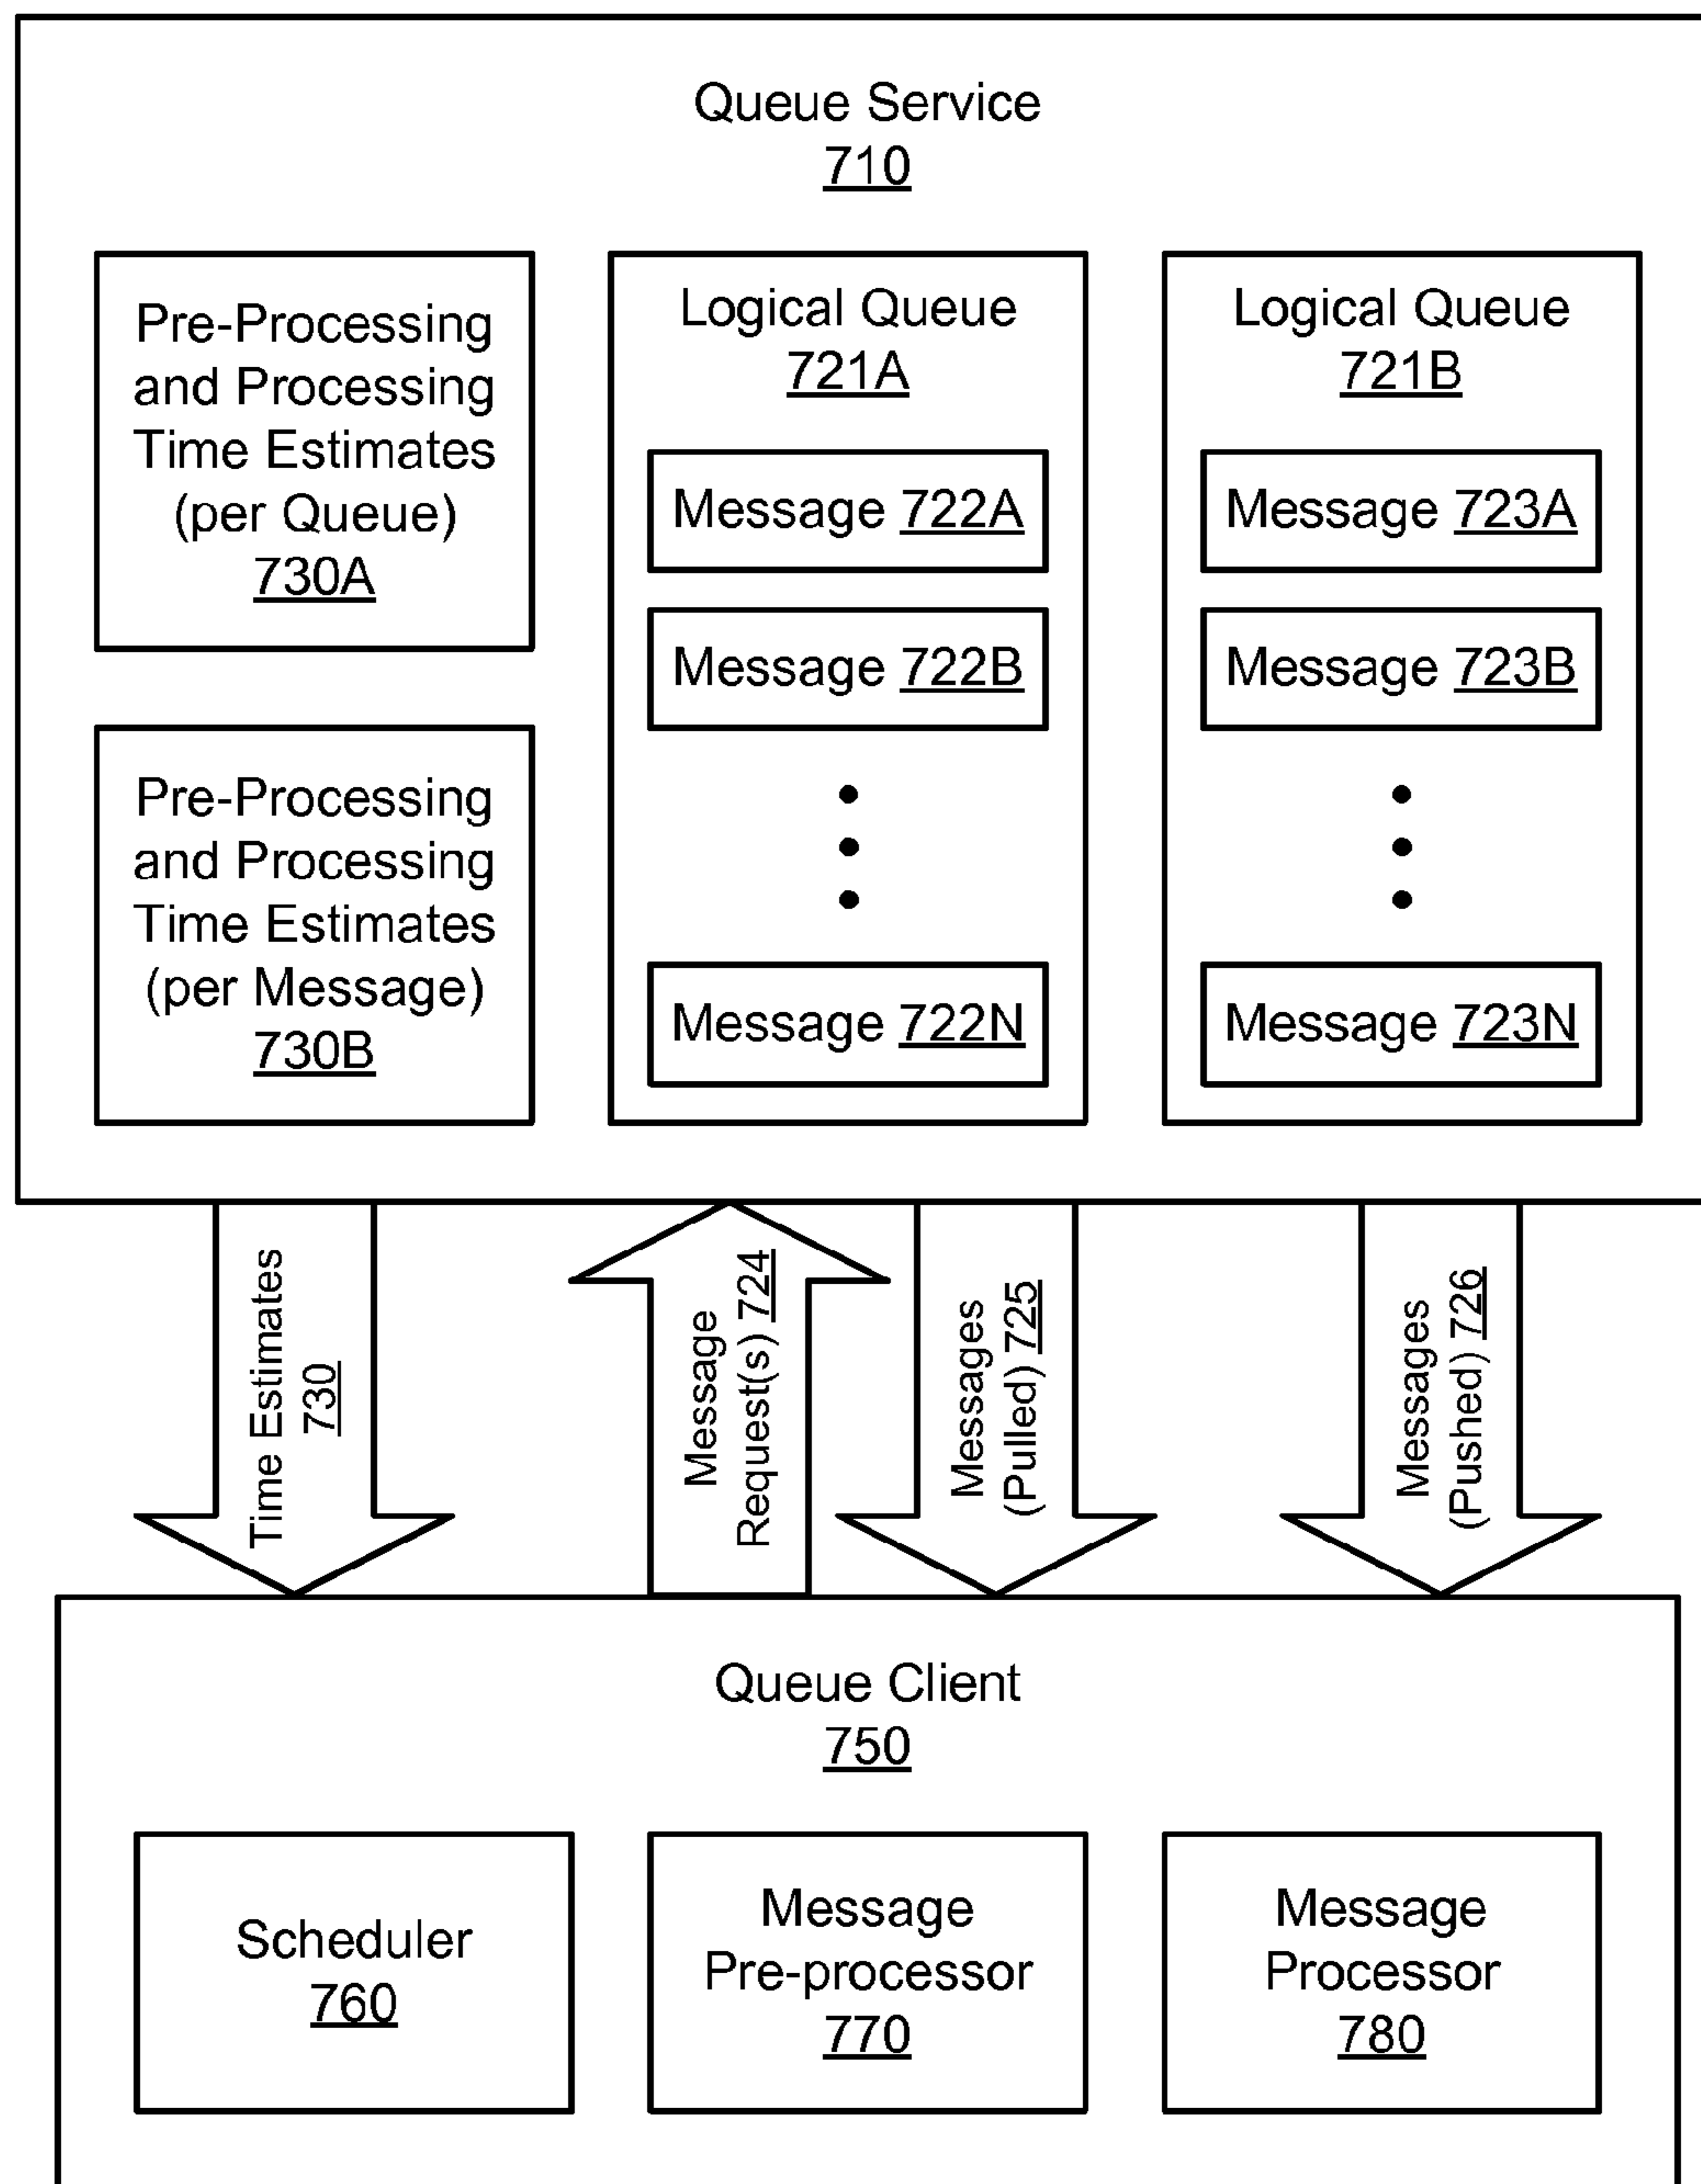 Queue Service
710
Pre-Processing
and Processing
Time Estimates
(per Queue)
730A
Pre-Processing
and Processing
Time Estimates
(per Message)
730B
Logical Queue
721A
Message 722A
Message 722B
Message 722N
Logical Queue
721B
Message 723A
Message 723B
Message 723N
Time Estimates
730
Message
Request(s) 724
Messages
(Pulled) 725
Messages
(Pushed) 726
Queue Client
750
Scheduler
760
Message
Pre-processor
770
Message
Processor
780